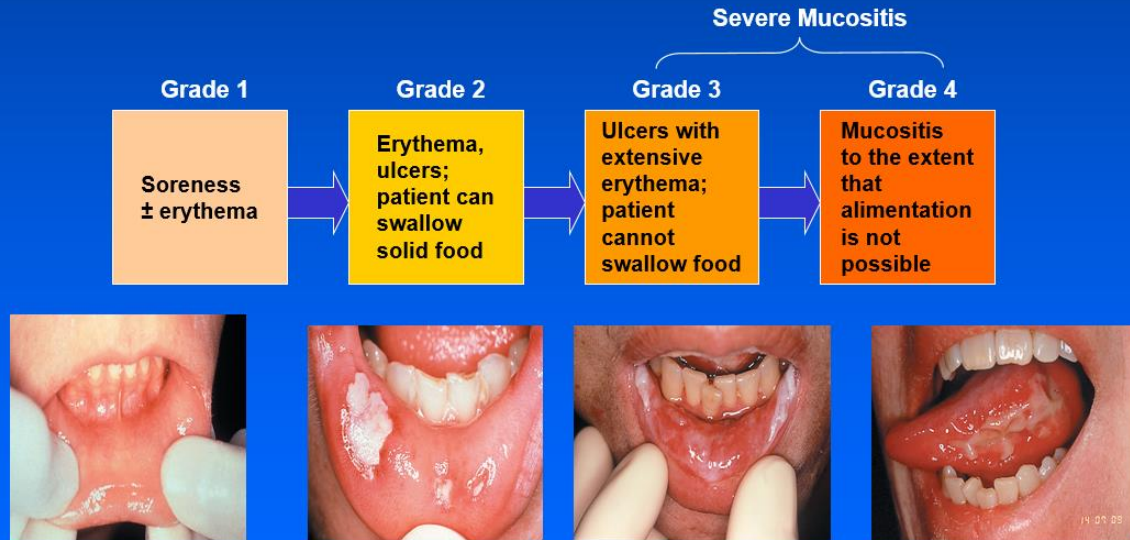 Severe Mucositis
Grade 1
Grade 2
Grade 3
Grade 4
Soreness
± erythema
Erythema,
ulcers;
patient can
swallow
solid food
Ulcers with
extensive
erythema;
patient
cannot
swallow food
Mucositis
to the extent
that
alimentation
is not
possible
14 07 09